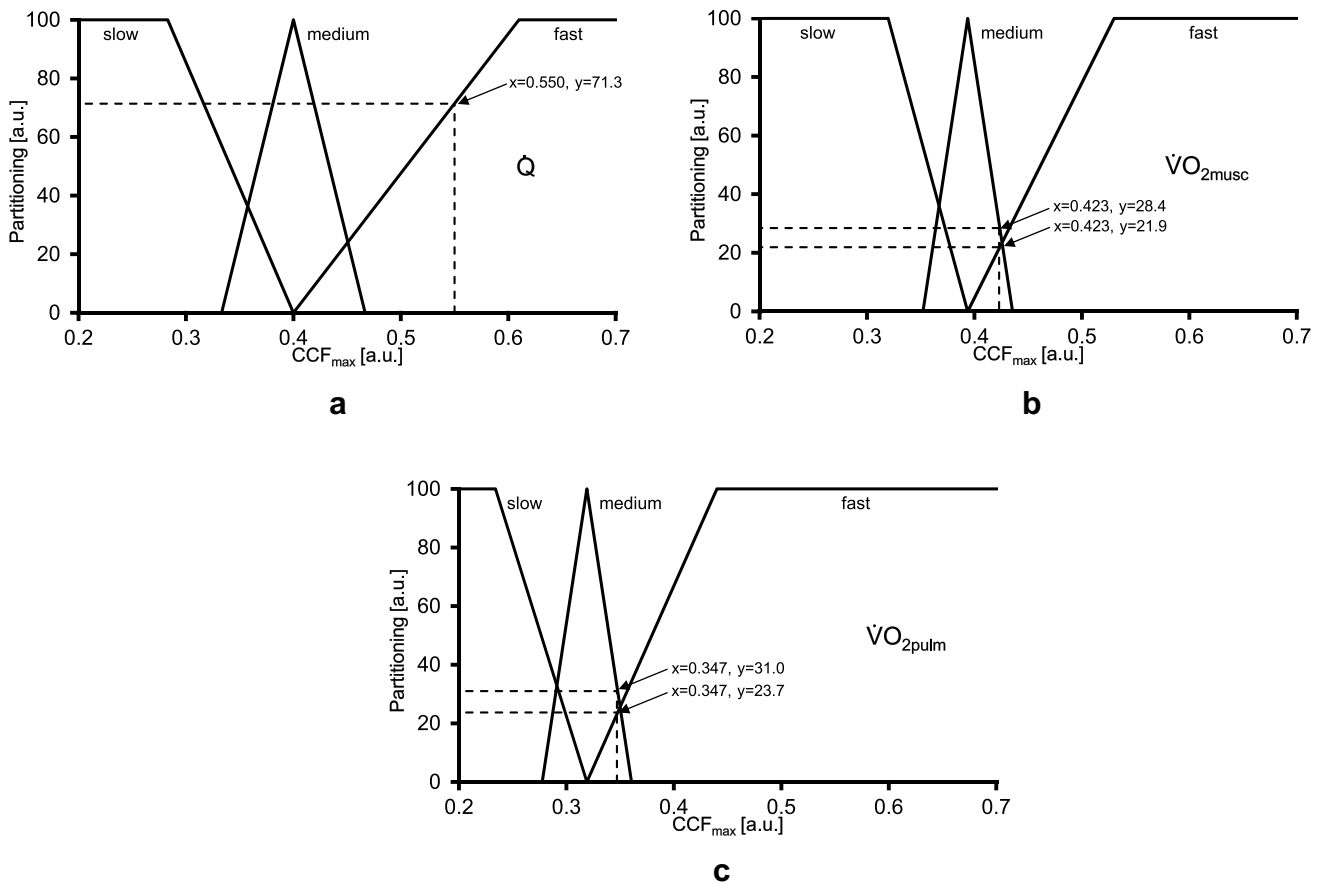 100
80
60
40
20
0
Partitioning [a.u.]
slow
medium
fast
x=0.550, y=71.3
Q̇
0.2 0.3 0.4 0.5 0.6 0.7
CCFmax [a.u.]
a
100
80
60
40
20
0
Partitioning [a.u.]
slow
medium
fast
x=0.423, y=28.4
x=0.423, y=21.9
V̇O2musc
0.2 0.3 0.4 0.5 0.6 0.7
CCFmax [a.u.]
b
100
80
60
40
20
0
Partitioning [a.u.]
slow
medium
fast
x=0.347, y=31.0
x=0.347, y=23.7
V̇O2pulm
0.2 0.3 0.4 0.5 0.6 0.7
CCFmax [a.u.]
c